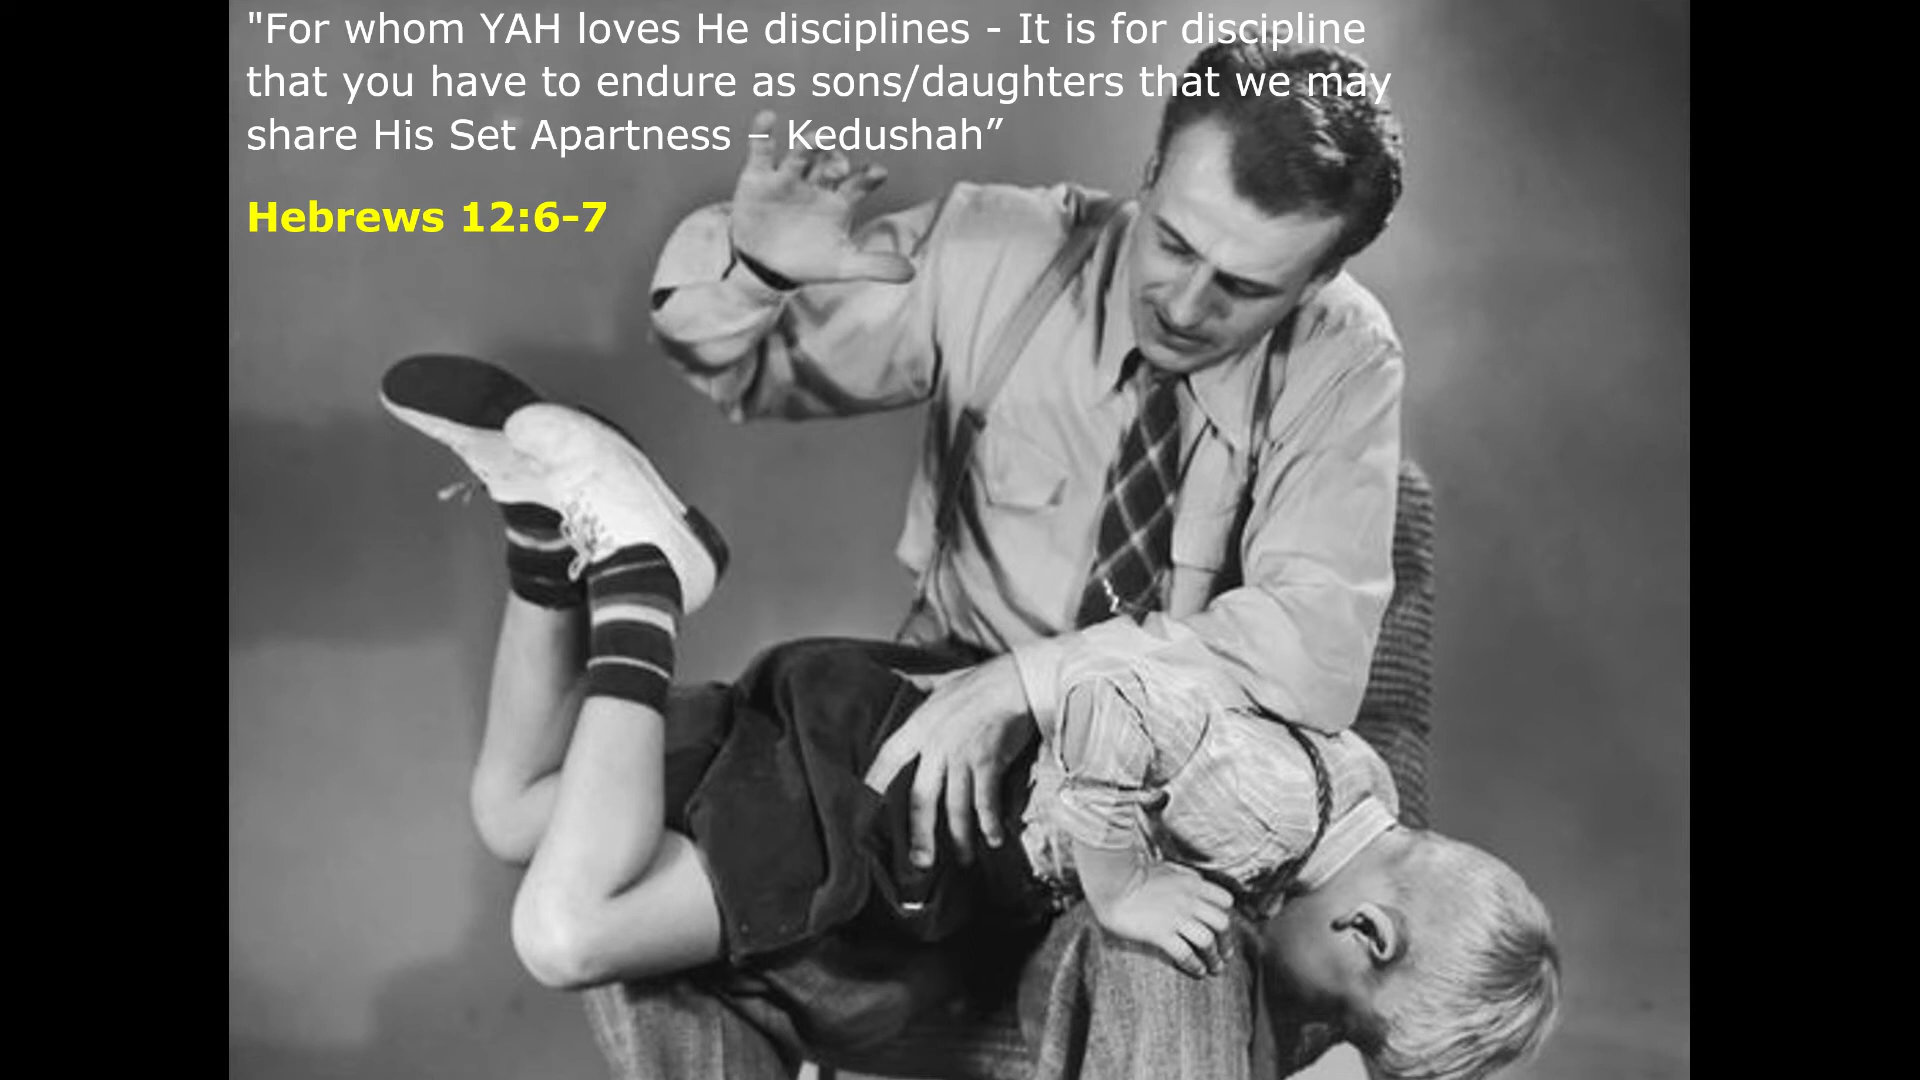 "For whom YAH loves He disciplines - It is for discipline
that you have to endure as sons/daughters that we may
share His Set Apartness – Kedushah”
Hebrews 12:6-7